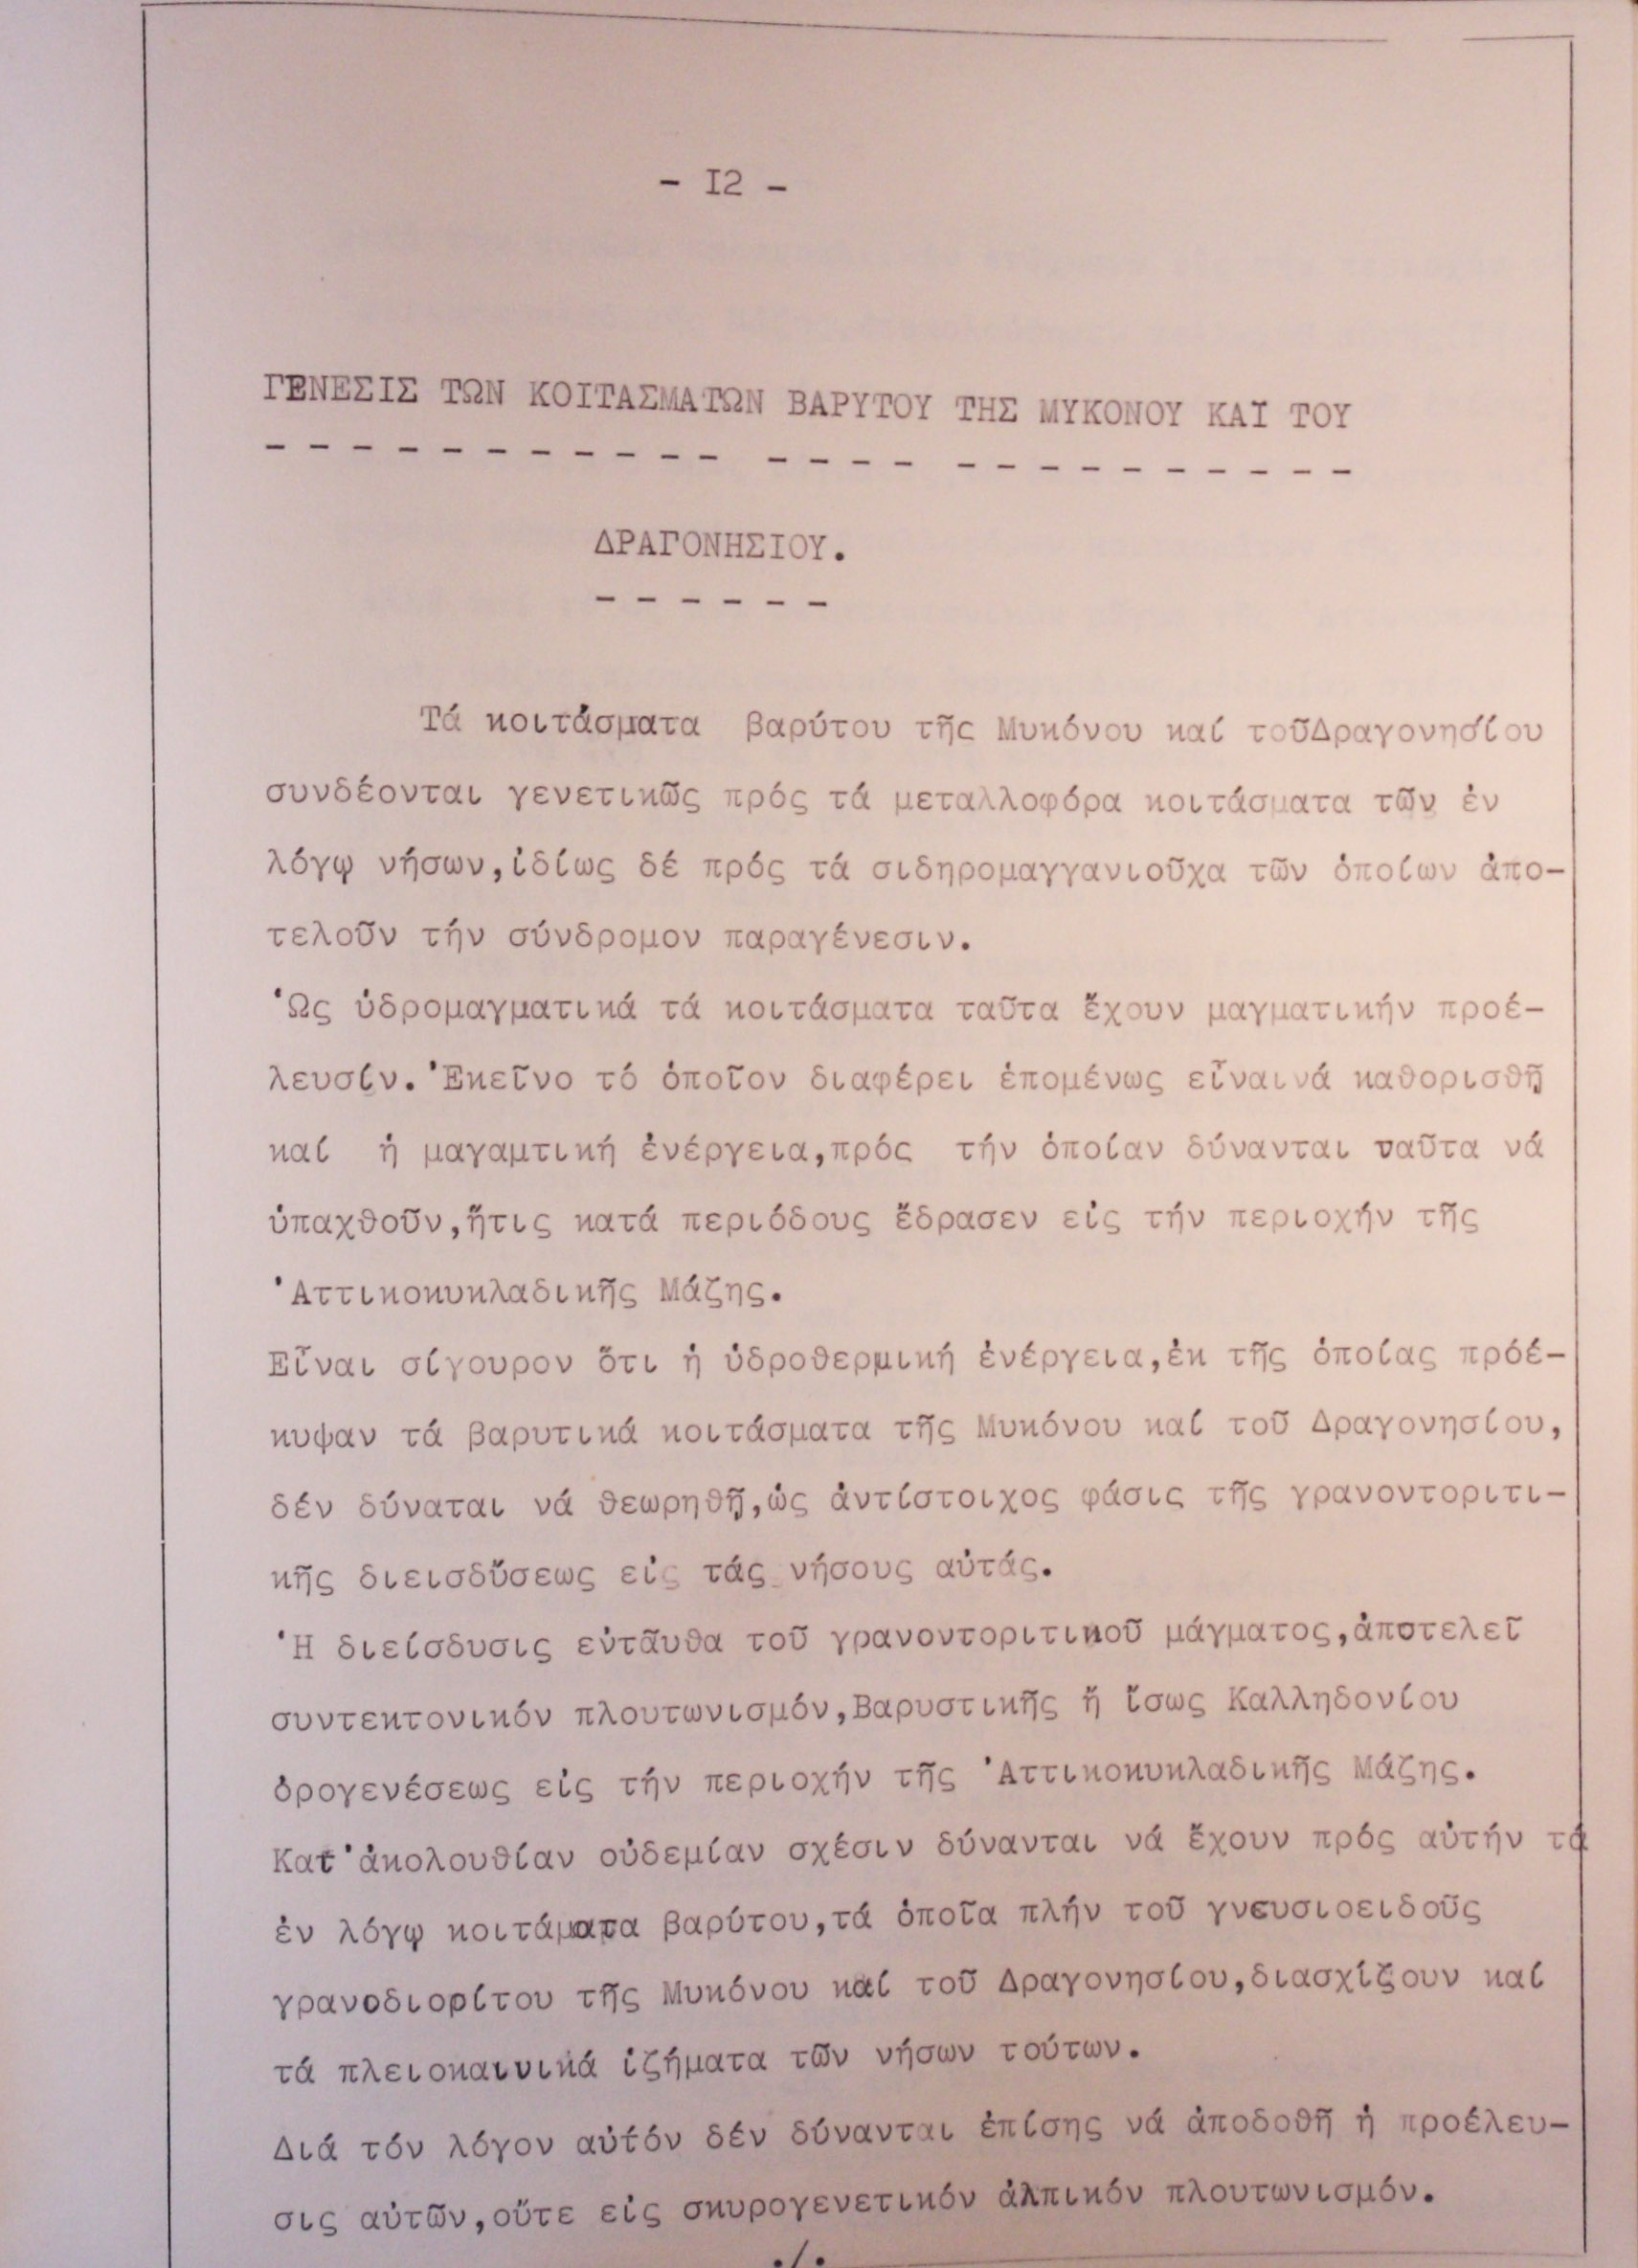 - I2 -
ΓΕΝΕΣΙΣ ΤΩΝ ΚΟΙΤΑΣΜΑΤΩΝ ΒΑΡΥΤΟΥ ΤΗΣ ΜΥΚΟΝΟΥ ΚΑΙ ΤΟΥ
- - - - - - - - - - - - - - - - - - - - - - - - -
ΔΡΑΓΟΝΗΣΙΟΥ.
- - - - - -
Τά κοιτάσματα βαρύτου τῆς Μυκόνου καί τοῦΔραγονησίου
συνδέονται γενετικῶς πρός τά μεταλλοφόρα κοιτάσματα τῶν ἐν
λόγῳ νήσων,ἰδίως δέ πρός τά σιδηρομαγγανιοῦχα τῶν ὁποίων ἀπο-
τελοῦν τήν σύνδρομον παραγένεσιν.
Ὡς ὑδρομαγματικά τά κοιτάσματα ταῦτα ἔχουν μαγματικήν προέ-
λευσίν.Ἐκεῖνο τό ὁποῖον διαφέρει ἑπομένως εἶναινά καθορισθῇ
καί ἡ μαγαμτική ἐνέργεια,πρός τήν ὁποίαν δύνανται ταῦτα νά
ὑπαχθοῦν,ἥτις κατά περιόδους ἔδρασεν εἰς τήν περιοχήν τῆς
Ἀττικοκυκλαδικῆς Μάζης.
Εἶναι σίγουρον ὅτι ἡ ὑδροθερμική ἐνέργεια,ἐκ τῆς ὁποίας πρόέ-
κυψαν τά βαρυτικά κοιτάσματα τῆς Μυκόνου καί τοῦ Δραγονησίου,
δέν δύναται νά θεωρηθῇ,ὡς ἀντίστοιχος φάσις τῆς γρανοντοριτι-
κῆς διεισδὔσεως εἰς τάς νήσους αὐτάς.
Ἡ διείσδυσις εὐτᾶυθα τοῦ γρανοντοριτικοῦ μάγματος,ἀποτελεῖ
συντεκτονικόν πλουτωνισμόν,Βαρυστικῆς ἤ ἴσως Καλληδονίου
ὀρογενέσεως εἰς τήν περιοχήν τῆς Ἀττικοκυκλαδικῆς Μάζης.
Κατ'ἀκολουθίαν οὐδεμίαν σχέσιν δύνανται νά ἔχουν πρός αὐτήν τά
ἐν λόγῳ κοιτάματα βαρύτου,τά ὁποῖα πλήν τοῦ γνευσιοειδοῦς
γρανοδιορίτου τῆς Μυκόνου καί τοῦ Δραγονησίου,διασχίζουν καί
τά πλειοκαινικά ἰζήματα τῶν νήσων τούτων.
Διά τόν λόγον αὐτόν δέν δύνανται ἐπίσης νά ἀποδοθῇ ἡ προέλευ-
σις αὐτῶν,οὔτε εἰς σκυρογενετικόν ἀλπικόν πλουτωνισμόν.
./.